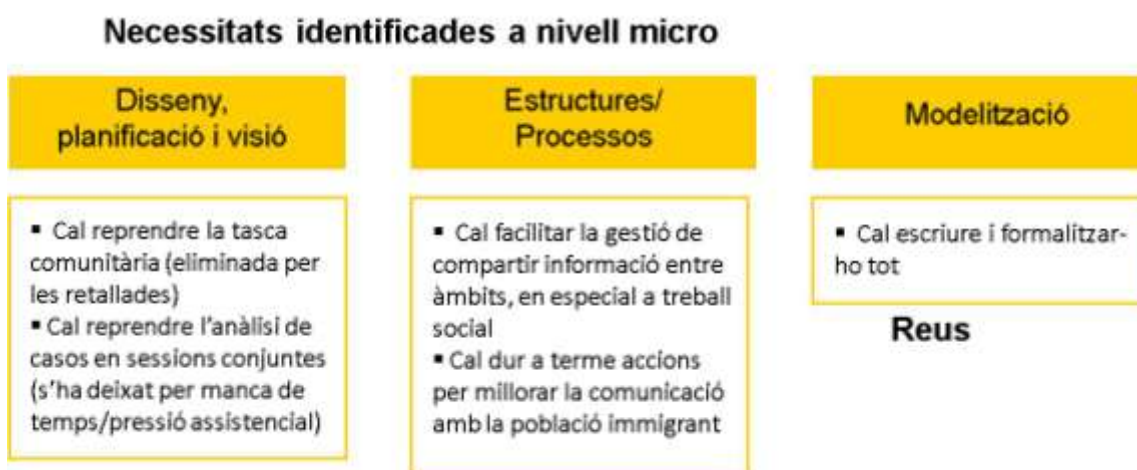 Necessitats identificades a nivell micro
Disseny,
planificació i visió
▪ Cal reprendre la tasca
comunitària (eliminada per
les retallades)
▪ Cal reprendre l'anàlisi de
casos en sessions conjuntes
(s'ha deixat per manca de
temps/pressió assistencial)
Estructures/
Processos
▪ Cal facilitar la gestió de
compartir informació entre
àmbits, en especial a treball
social
▪ Cal dur a terme accions
per millorar la comunicació
amb la població immigrant
Modelització
▪ Cal escriure i formalitzar-
ho tot
Reus